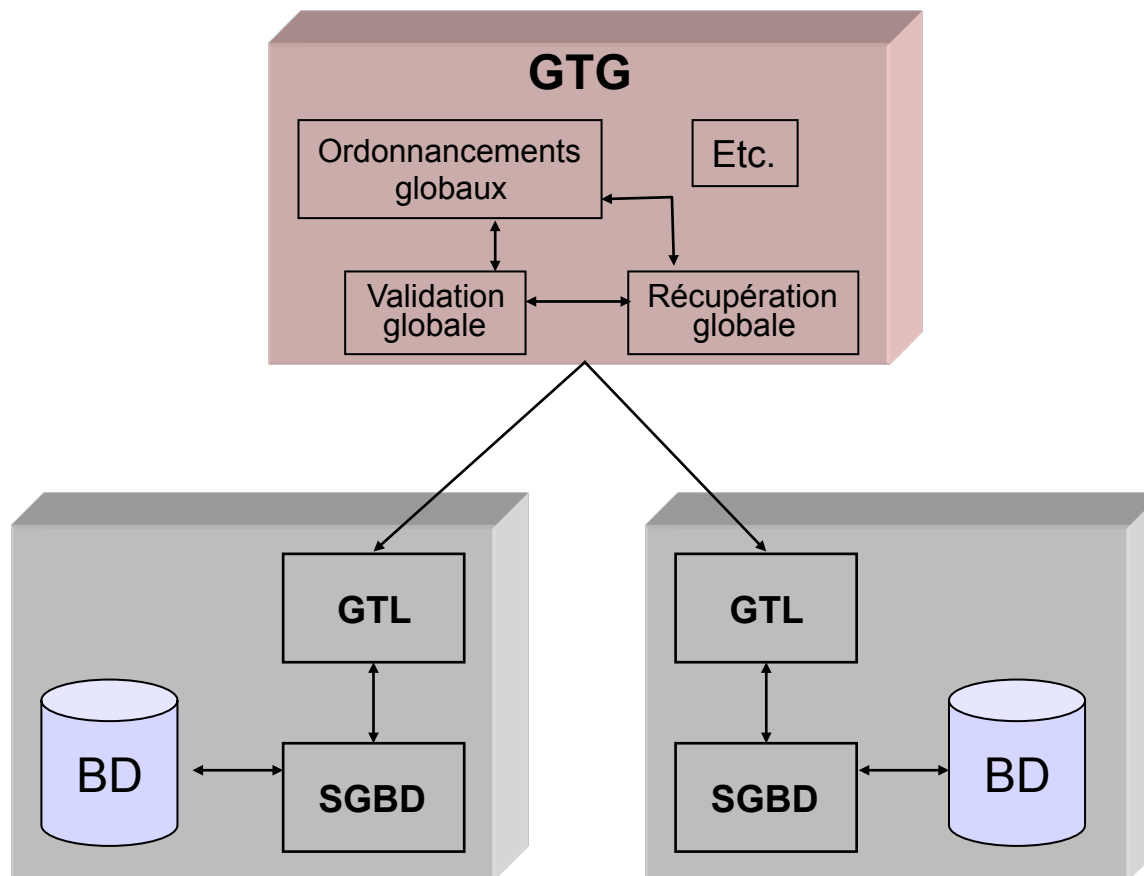 GTG
Ordonnancements
globaux
Etc.
Validation
globale
Récupération
globale
GTL
GTL
BD
SGBD
SGBD
BD